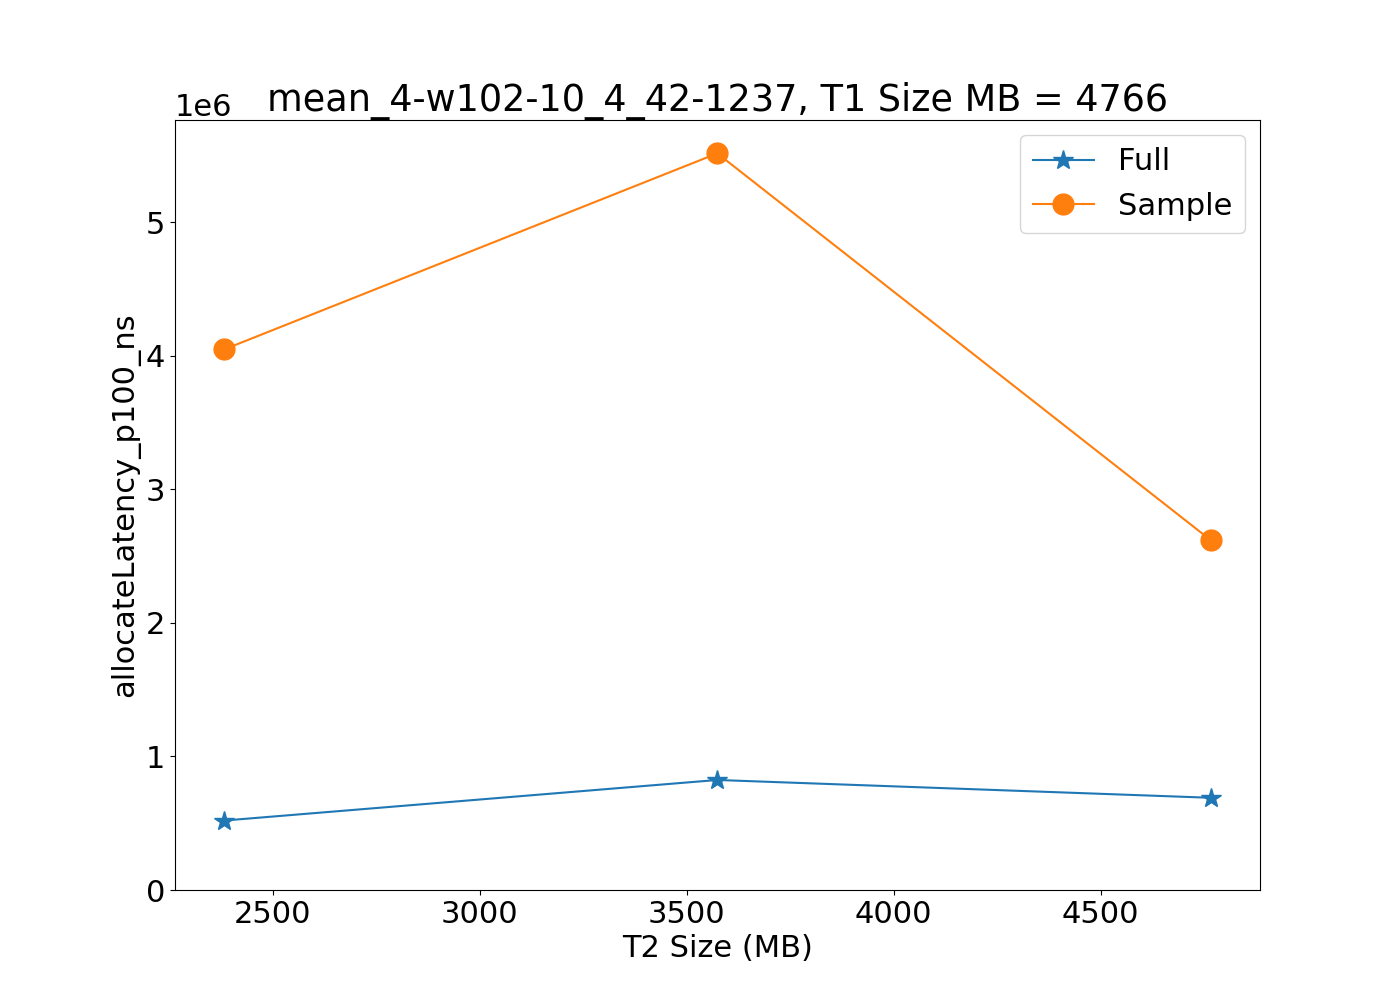 mean_4-w102-10_4_42-1237, T1 Size MB = 4766
1e6
Full
Sample
5
4
3
2
1
0
allocateLatency_p100_ns
2500 3000 3500 4000 4500
T2 Size (MB)